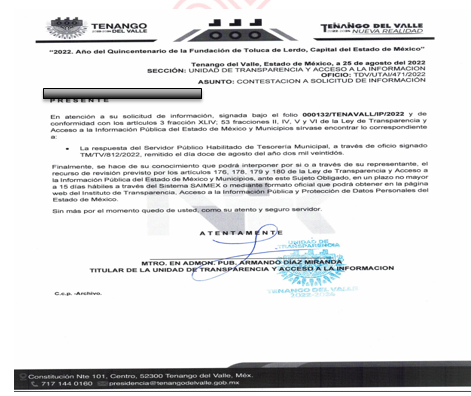 TENANGO
DEL VALLE
TENANGO DEL VALLE
NUEVA REALIDAD
"2022. Año del Quincentenario de la Fundación de Toluca de Lerdo, Capital del Estado de México"
Tenango del Valle, Estado de México, a 25 de agosto del 2022
SECCIÓN: UNIDAD DE TRANSPARENCIA Y ACCESO A LA INFORMACIÓN
OFICIO: TDV/UTAI/471/2022
ASUNTO: CONTESTACION A SOLICITUD DE INFORMACIÓN
P R E S E N T E
En atención a su solicitud de información, signada bajo el folio 000132/TENAVALL/IP/2022 y de
conformidad con los artículos 3 fracción XLIV; 53 fracciones II, IV, V y VI de la Ley de Transparencia y
Acceso a la Información Pública del Estado de México y Municipios sírvase encontrar lo correspondiente
a:
• La respuesta del Servidor Público Habilitado de Tesorería Municipal, a través de oficio signado
TM/TV/812/2022, remitido el día doce de agosto del año dos mil veintidós.
Finalmente, se hace de su conocimiento que podrá interponer por si o a través de su representante, el
recurso de revisión previsto por los artículos 176, 178, 179 y 180 de la Ley de Transparencia y Acceso a
la Información Pública del Estado de México y Municipios, ante este Sujeto Obligado, en un plazo no mayor
a 15 días hábiles a través del Sistema SAIMEX o mediante formato oficial que podrá obtener en la página
web del Instituto de Transparencia, Acceso a la Información Pública y Protección de Datos Personales del
Estado de México.
Sin más por el momento quedo de usted, como su atento y seguro servidor.
A T E N T A M E N T E
UNIDAD DE
TRANSPARENCIA
MTRO. EN ADMON. PUB. ARMANDO DÍAZ MIRANDA
TITULAR DE LA UNIDAD DE TRANSPARENCIA Y ACCESO A LA INFORMACION
TENANGO DEL VALLE
2022-2024
C.c.p. -Archivo.
Constitución Nte 101, Centro, 52300 Tenango del Valle, Méx.
717 144 0160 presidencia@tenangodelvalle.gob.mx